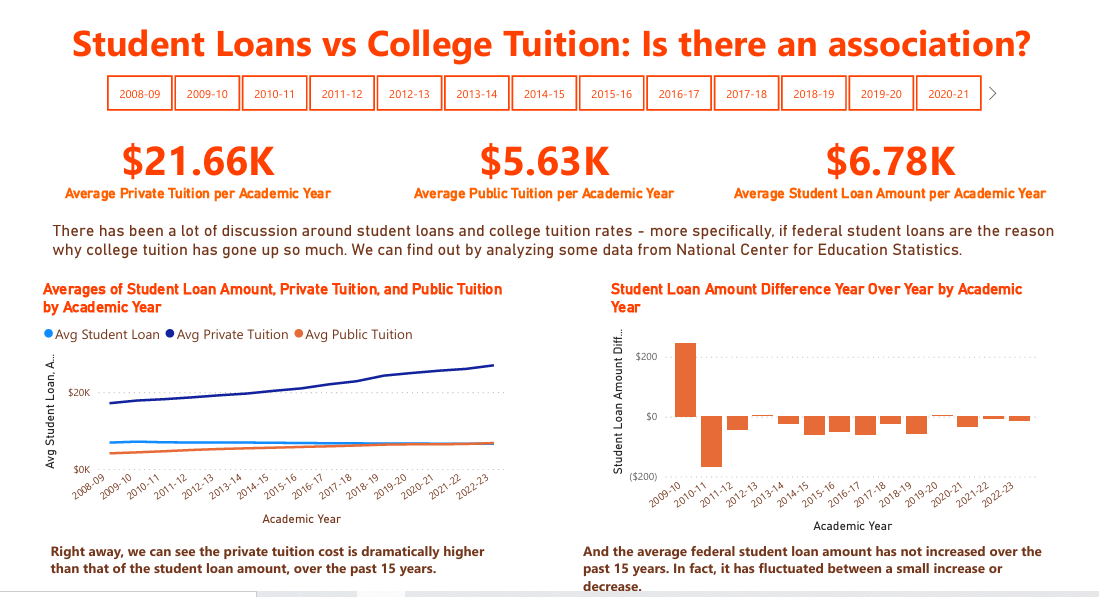 Student Loans vs College Tuition: Is there an association?
2008-09 2009-10 2010-11 2011-12 2012-13 2013-14 2014-15 2015-16 2016-17 2017-18 2018-19 2019-20 2020-21
$21.66K
Average Private Tuition per Academic Year
$5.63K
Average Public Tuition per Academic Year
$6.78K
Average Student Loan Amount per Academic Year
There has been a lot of discussion around student loans and college tuition rates - more specifically, if federal student loans are the reason
why college tuition has gone up so much. We can find out by analyzing some data from National Center for Education Statistics.
Averages of Student Loan Amount, Private Tuition, and Public Tuition
by Academic Year
Avg Student Loan Avg Private Tuition Avg Public Tuition
Avg Student Loan, A...
$20K
$0K
2008-09 2009-10 2010-11 2011-12 2012-13 2013-14 2014-15 2015-16 2016-17 2017-18 2018-19 2019-20 2020-21 2021-22 2022-23
Academic Year
Right away, we can see the private tuition cost is dramatically higher
than that of the student loan amount, over the past 15 years.
Student Loan Amount Difference Year Over Year by Academic
Year
Student Loan Amount Diff...
$200
$0
($200)
2009-10 2010-11 2011-12 2012-13 2013-14 2014-15 2015-16 2016-17 2017-18 2018-19 2019-20 2020-21 2021-22 2022-23
Academic Year
And the average federal student loan amount has not increased over the
past 15 years. In fact, it has fluctuated between a small increase or
decrease.